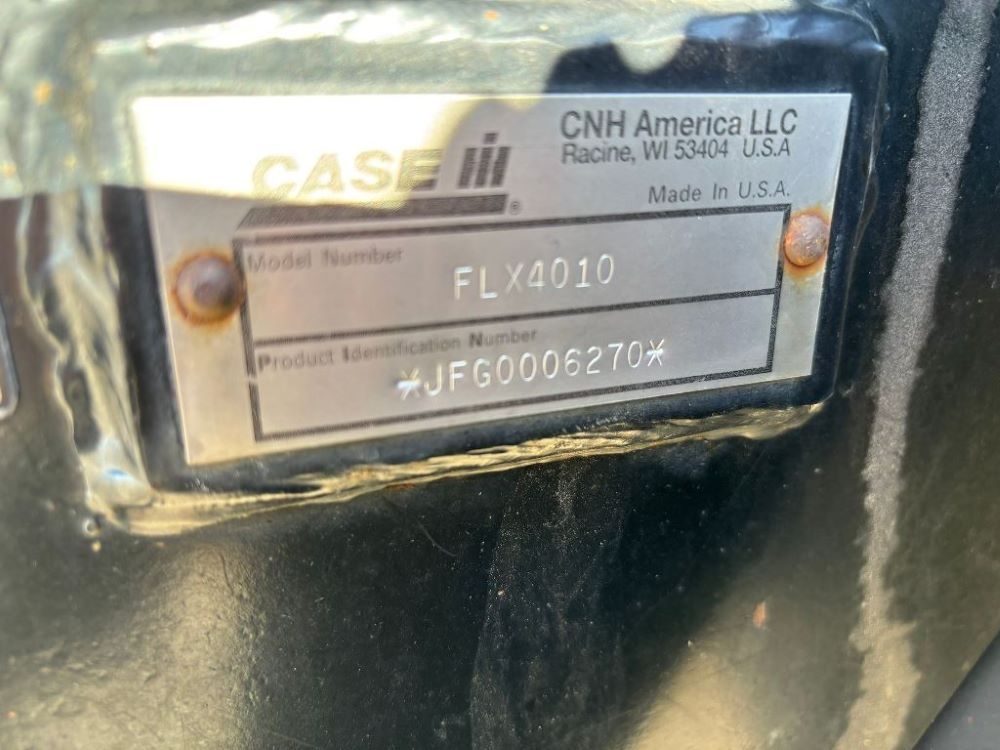 CASE IH®
CNH America LLC
Racine, WI 53404 U.S.A
Made In U.S.A.
Model Number
FLX4010
Product Identification Number
*JFG0006270*